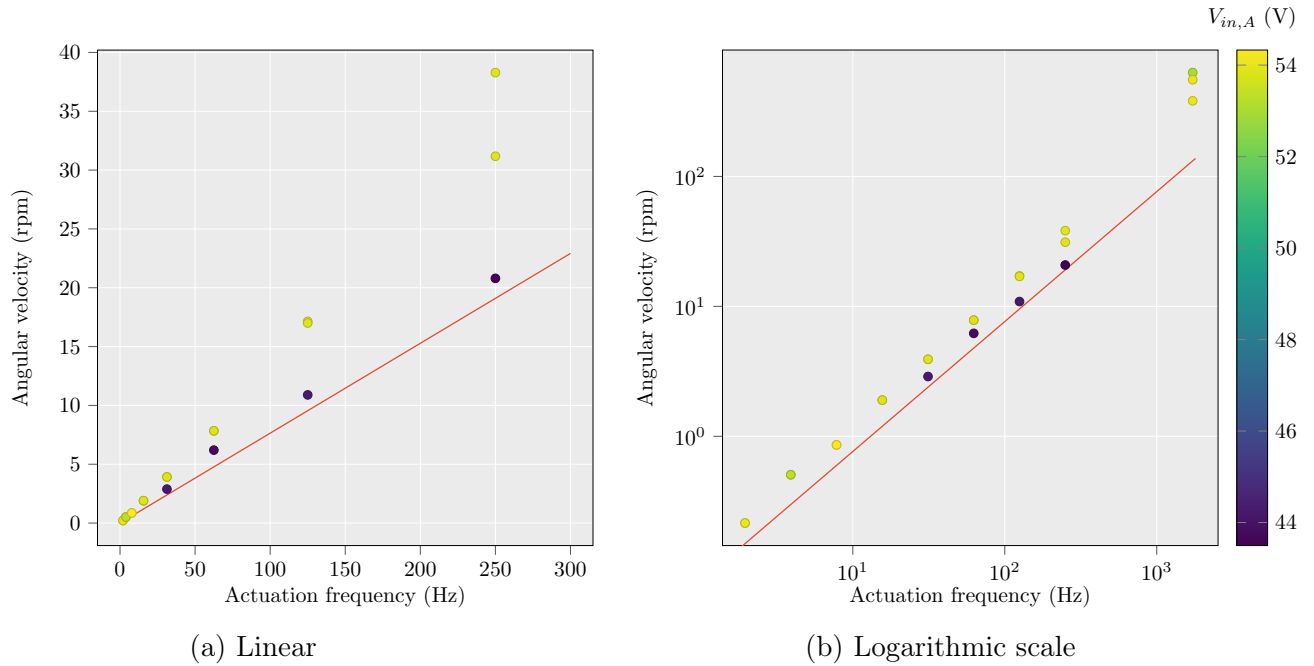 V_{in,A} (V)
40
35
30
25
20
15
10
5
0
Angular velocity (rpm)
0 50 100 150 200 250 300
Actuation frequency (Hz)
(a) Linear
10^2
10^1
10^0
Angular velocity (rpm)
10^1 10^2 10^3
Actuation frequency (Hz)
(b) Logarithmic scale
54
52
50
48
46
44